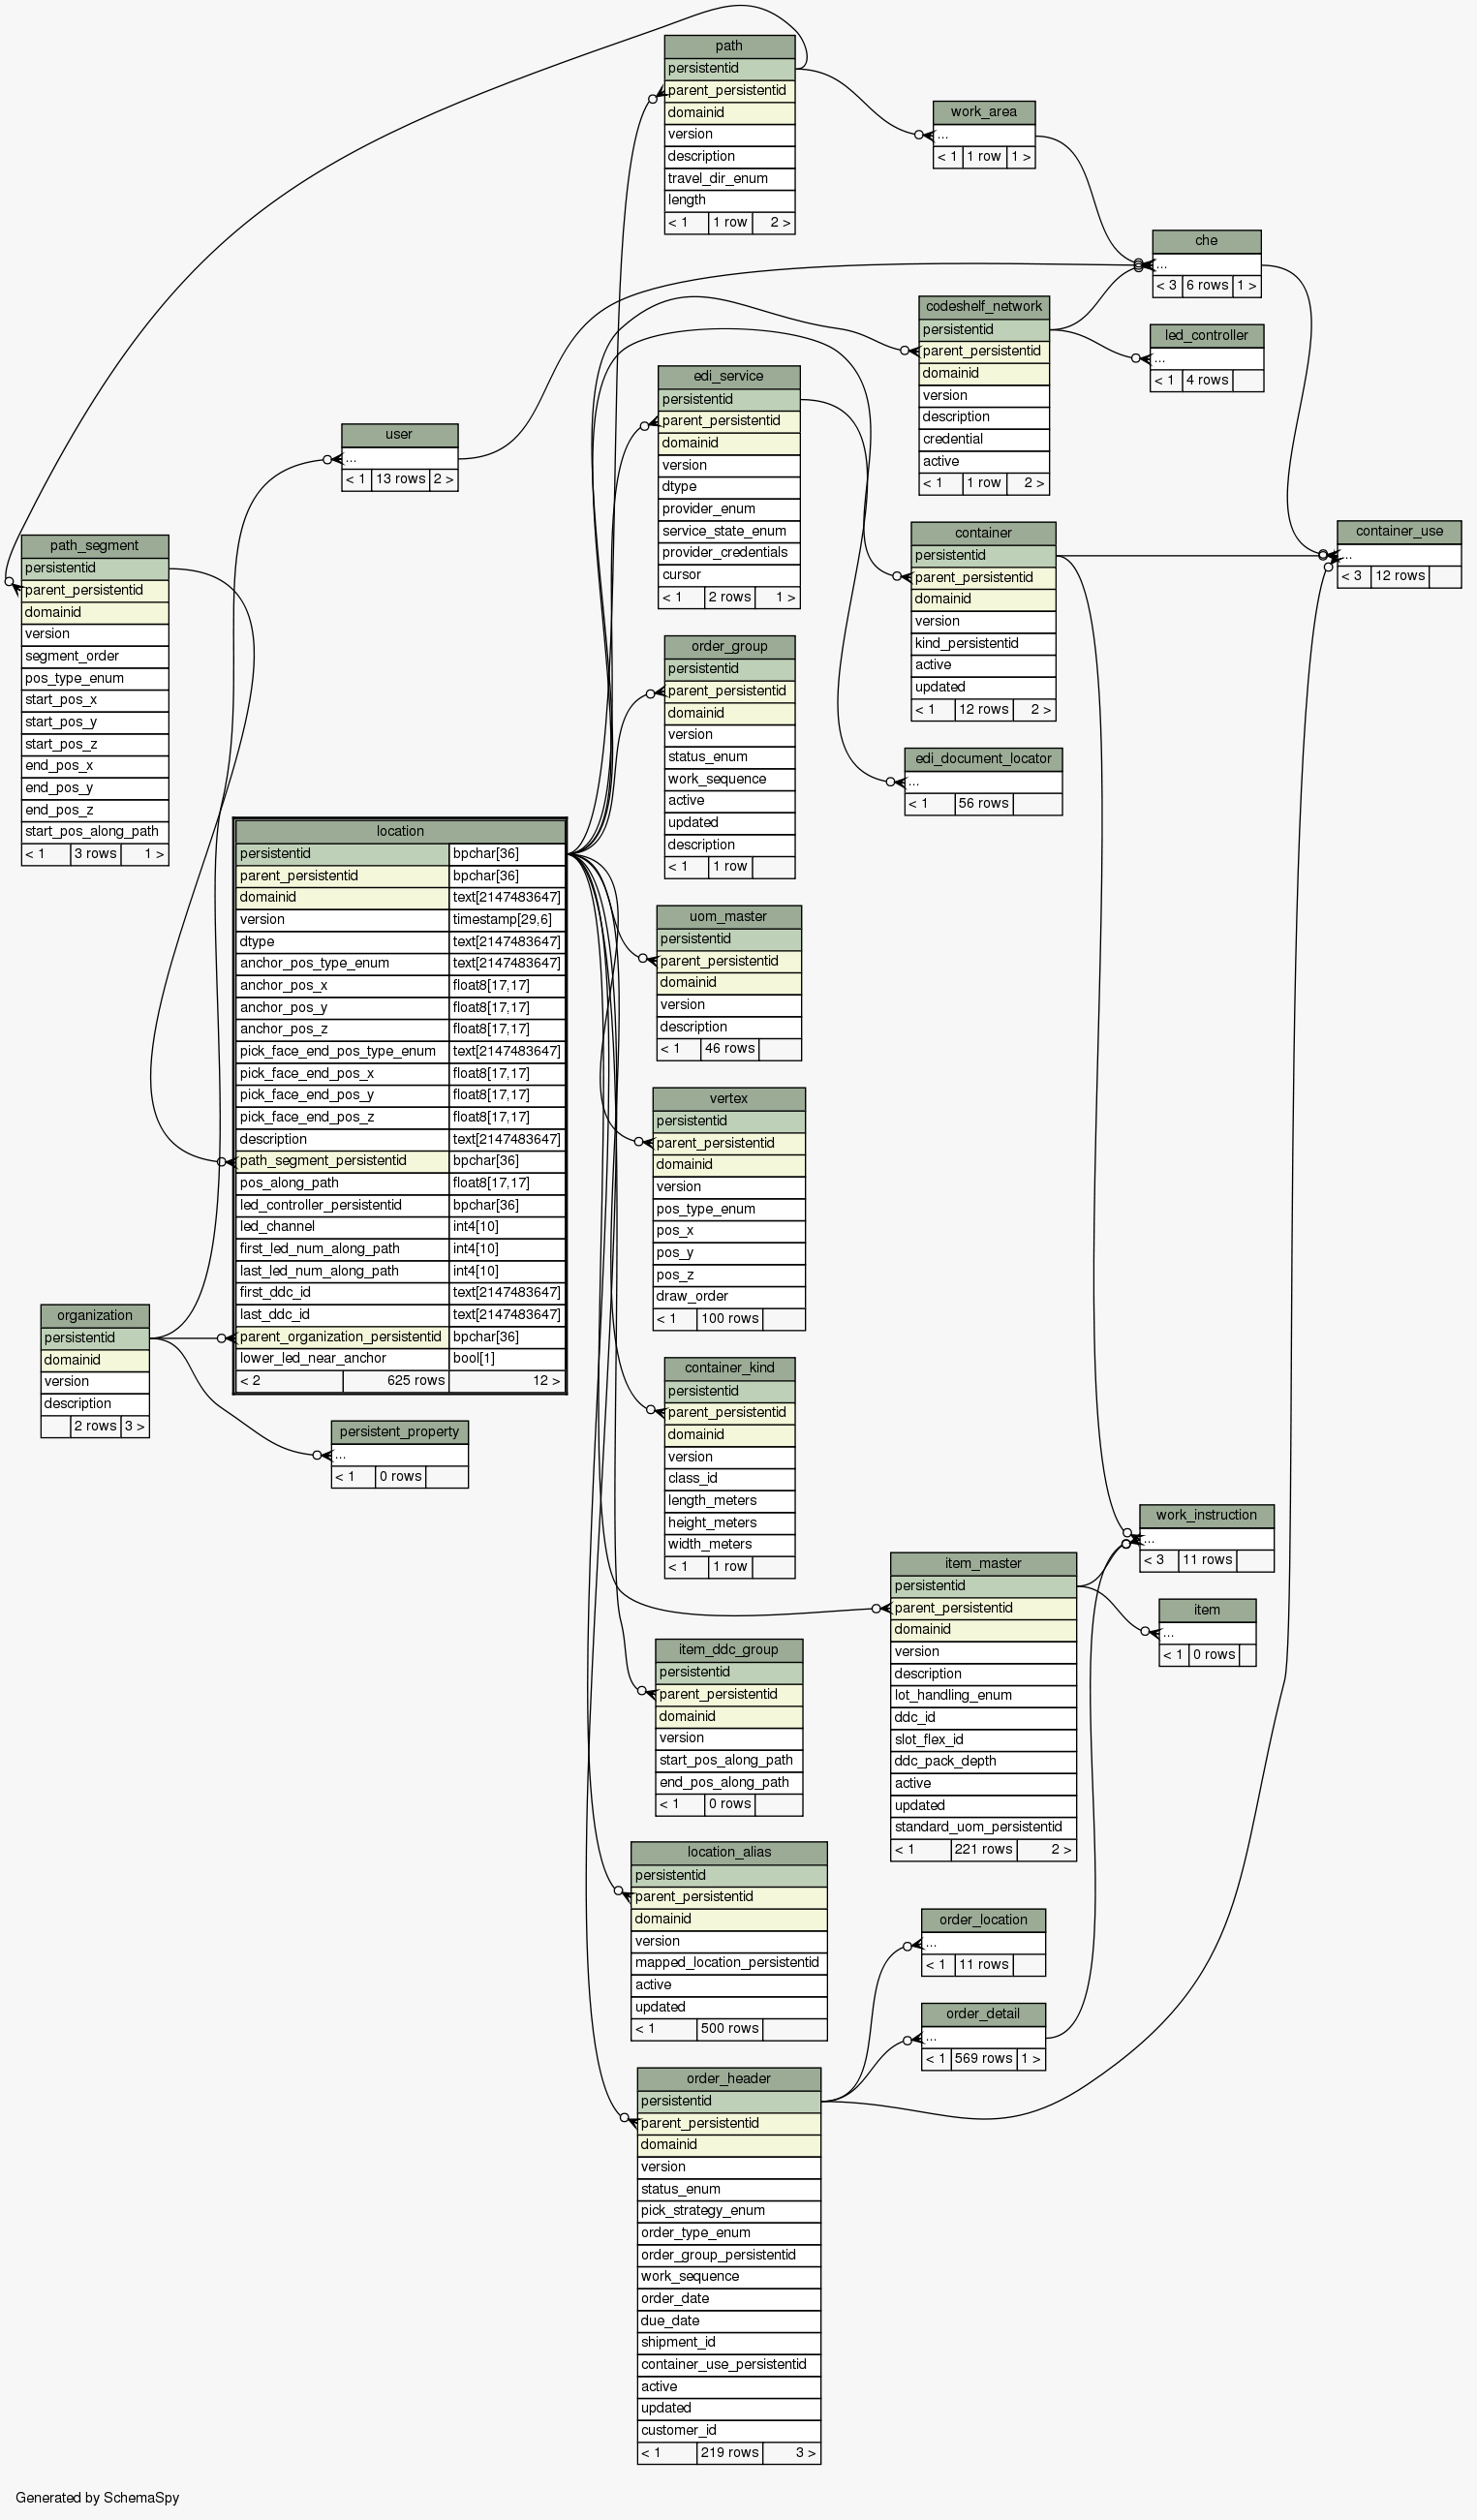 path
persistentid
parent_persistentid
domainid
version
description
travel_dir_enum
length
< 1 1 row 2 >
work_area
...
< 1 1 row 1 >
che
...
< 3 6 rows 1 >
codeshelf_network
persistentid
parent_persistentid
domainid
version
description
credential
active
< 1 1 row 2 >
led_controller
...
< 1 4 rows
edi_service
persistentid
parent_persistentid
domainid
version
dtype
provider_enum
service_state_enum
provider_credentials
cursor
< 1 2 rows 1 >
user
...
< 1 13 rows 2 >
container
persistentid
parent_persistentid
domainid
version
kind_persistentid
active
updated
< 1 12 rows 2 >
container_use
...
< 3 12 rows
path_segment
persistentid
parent_persistentid
domainid
version
segment_order
pos_type_enum
start_pos_x
start_pos_y
start_pos_z
end_pos_x
end_pos_y
end_pos_z
start_pos_along_path
< 1 3 rows 1 >
order_group
persistentid
parent_persistentid
domainid
version
status_enum
work_sequence
active
updated
description
< 1 1 row
edi_document_locator
...
< 1 56 rows
location
persistentid bpchar[36]
parent_persistentid bpchar[36]
domainid text[2147483647]
version timestamp[29,6]
dtype text[2147483647]
anchor_pos_type_enum text[2147483647]
anchor_pos_x float8[17,17]
anchor_pos_y float8[17,17]
anchor_pos_z float8[17,17]
pick_face_end_pos_type_enum text[2147483647]
pick_face_end_pos_x float8[17,17]
pick_face_end_pos_y float8[17,17]
pick_face_end_pos_z float8[17,17]
description text[2147483647]
path_segment_persistentid bpchar[36]
pos_along_path float8[17,17]
led_controller_persistentid bpchar[36]
led_channel int4[10]
first_led_num_along_path int4[10]
last_led_num_along_path int4[10]
first_ddc_id text[2147483647]
last_ddc_id text[2147483647]
parent_organization_persistentid bpchar[36]
lower_led_near_anchor bool[1]
< 2 625 rows 12 >
uom_master
persistentid
parent_persistentid
domainid
version
description
< 1 46 rows
vertex
persistentid
parent_persistentid
domainid
version
pos_type_enum
pos_x
pos_y
pos_z
draw_order
< 1 100 rows
organization
persistentid
domainid
version
description
2 rows 3 >
persistent_property
...
< 1 0 rows
container_kind
persistentid
parent_persistentid
domainid
version
class_id
length_meters
height_meters
width_meters
< 1 1 row
work_instruction
...
< 3 11 rows
item_master
persistentid
parent_persistentid
domainid
version
description
lot_handling_enum
ddc_id
slot_flex_id
ddc_pack_depth
active
updated
standard_uom_persistentid
< 1 221 rows 2 >
item
...
< 1 0 rows
item_ddc_group
persistentid
parent_persistentid
domainid
version
start_pos_along_path
end_pos_along_path
< 1 0 rows
location_alias
persistentid
parent_persistentid
domainid
version
mapped_location_persistentid
active
updated
< 1 500 rows
order_location
...
< 1 11 rows
order_detail
...
< 1 569 rows 1 >
order_header
persistentid
parent_persistentid
domainid
version
status_enum
pick_strategy_enum
order_type_enum
order_group_persistentid
work_sequence
order_date
due_date
shipment_id
container_use_persistentid
active
updated
customer_id
< 1 219 rows 3 >
Generated by SchemaSpy